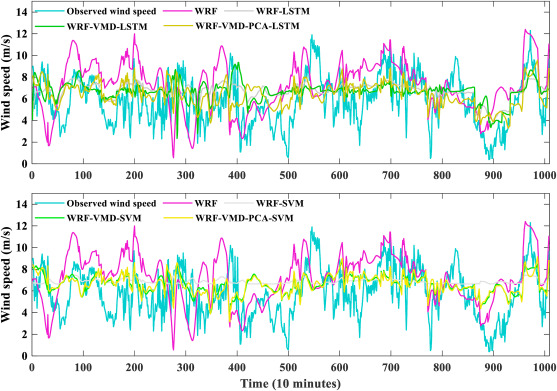 Observed wind speed WRF WRF-LSTM
WRF-VMD-LSTM WRF-VMD-PCA-LSTM
14
12
10
8
6
4
2
0
Wind speed (m/s)
0 100 200 300 400 500 600 700 800 900 1000
Observed wind speed WRF WRF-SVM
WRF-VMD-SVM WRF-VMD-PCA-SVM
14
12
10
8
6
4
2
0
Wind speed (m/s)
0 100 200 300 400 500 600 700 800 900 1000
Time (10 minutes)